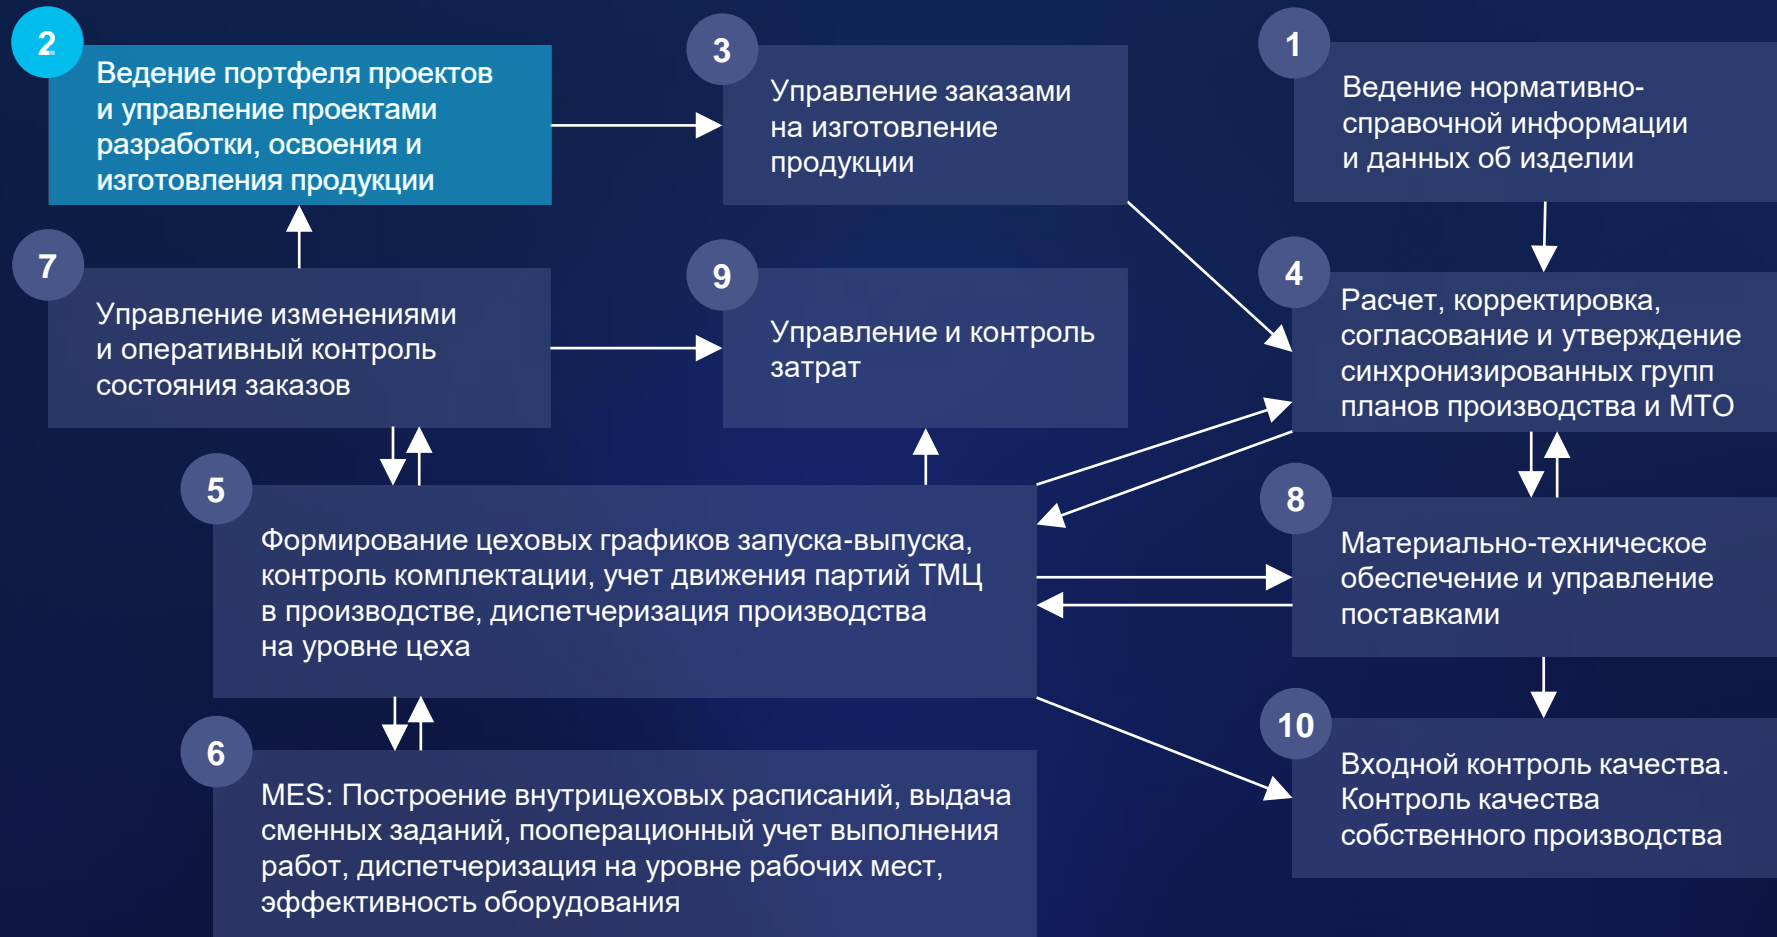 2
Ведение портфеля проектов
и управление проектами
разработки, освоения и
изготовления продукции
3
Управление заказами
на изготовление
продукции
1
Ведение нормативно-
справочной информации
и данных об изделии
7
Управление изменениями
и оперативный контроль
состояния заказов
9
Управление и контроль
затрат
4
Расчет, корректировка,
согласование и утверждение
синхронизированных групп
планов производства и МТО
5
Формирование цеховых графиков запуска-выпуска,
контроль комплектации, учет движения партий ТМЦ
в производстве, диспетчеризация производства
на уровне цеха
8
Материально-техническое
обеспечение и управление
поставками
6
MES: Построение внутрицеховых расписаний, выдача
сменных заданий, пооперационный учет выполнения
работ, диспетчеризация на уровне рабочих мест,
эффективность оборудования
10
Входной контроль качества.
Контроль качества
собственного производства